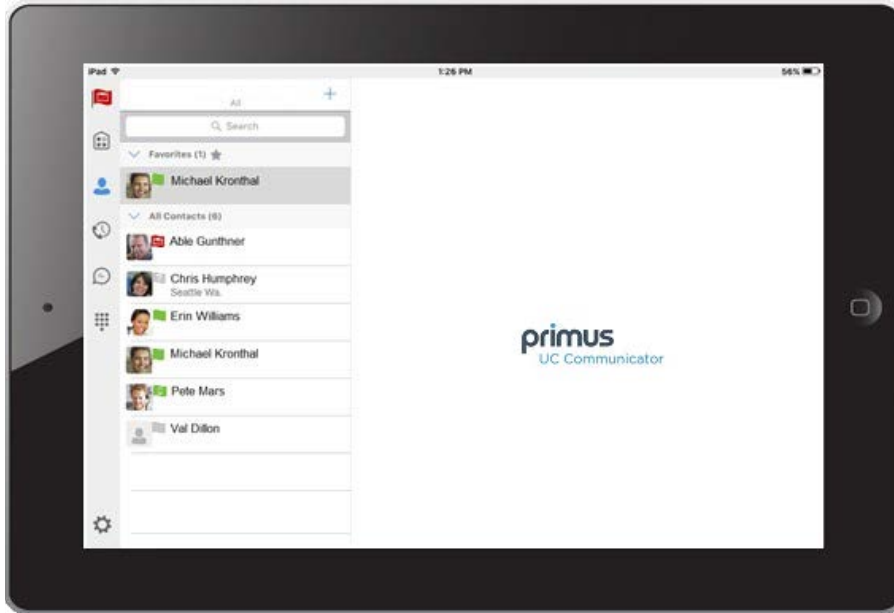 iPad
1:26 PM
56%
All
+
Search
Favorites (1)
Michael Kronthal
All Contacts (6)
Able Gunthner
Chris Humphrey
Seattle Wa.
Erin Williams
Michael Kronthal
Pete Mars
Val Dillon
primus
UC Communicator